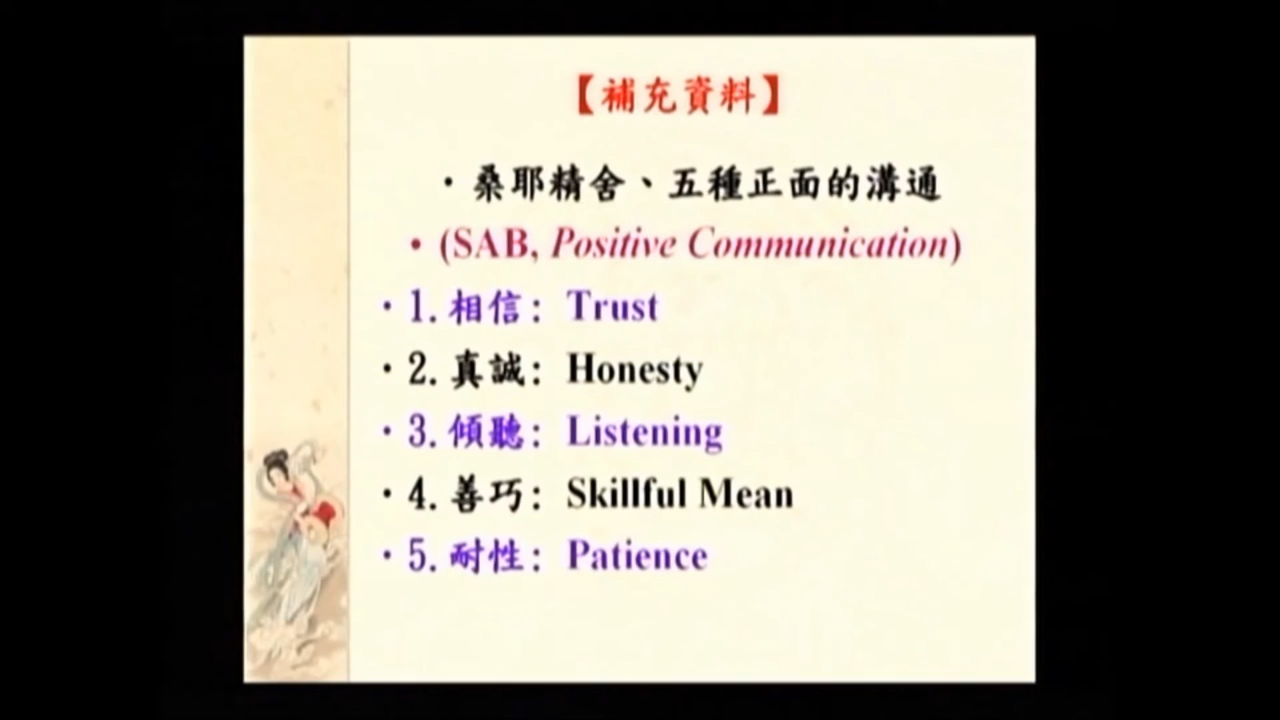 【補充資料】
• 桑耶精舍、五種正面的溝通
• (SAB, Positive Communication)
• 1. 相信： Trust
• 2. 真誠： Honesty
• 3. 傾聽： Listening
• 4. 善巧： Skillful Mean
• 5. 耐性： Patience